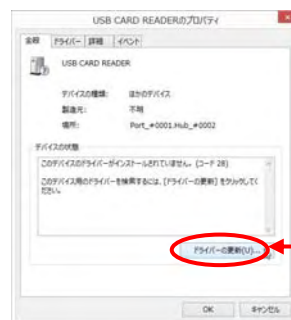 USB CARD READERのプロパティ
全般 ドライバー 詳細 イベント
USB CARD READER
デバイスの種類: ほかのデバイス
製造元: 不明
場所: Port_#0001.Hub_#0002
デバイスの状態
このデバイスのドライバーがインストールされていません。(コード 28)
このデバイス用のドライバーを検索するには、[ドライバーの更新] をクリックしてく
ださい。
ドライバーの更新(U)...
OK キャンセル